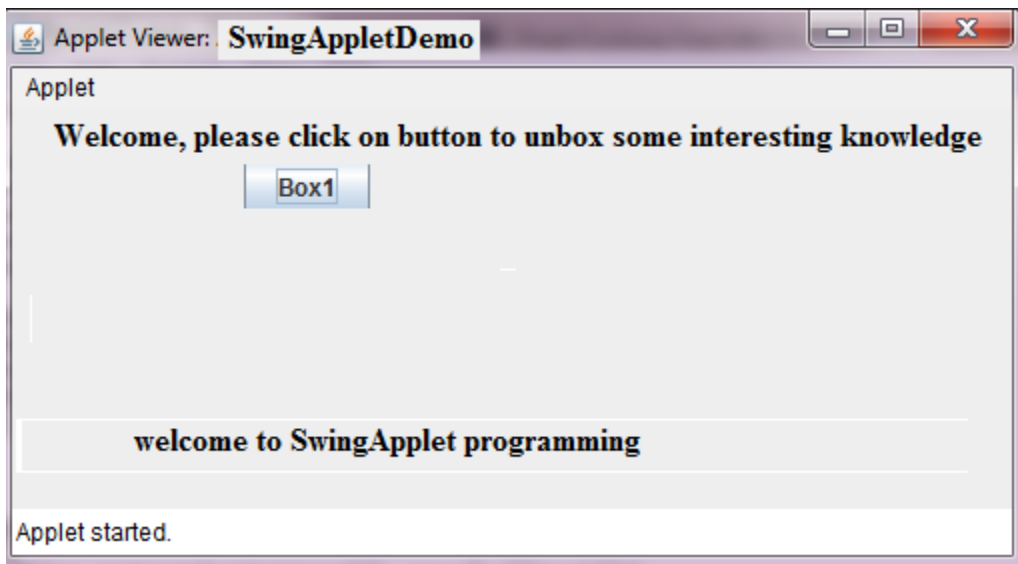 Applet Viewer: SwingAppletDemo
Applet
Welcome, please click on button to unbox some interesting knowledge
Box1
welcome to SwingApplet programming
Applet started.